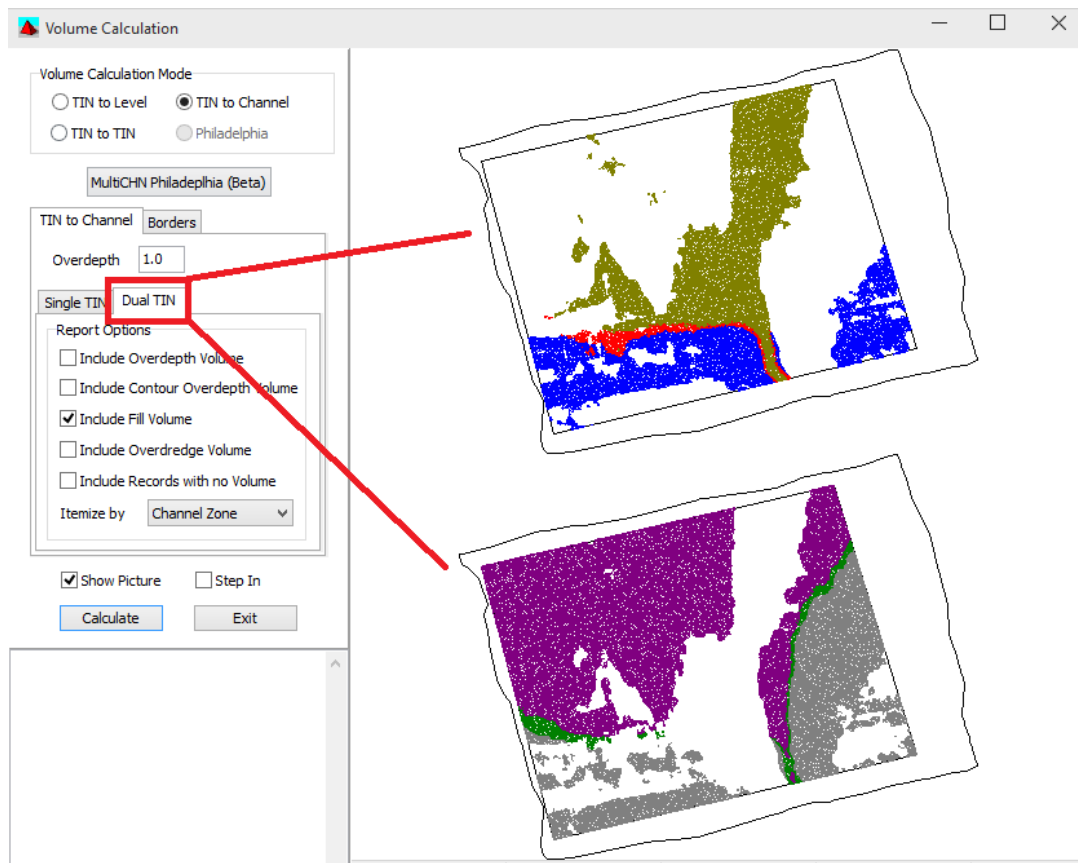 Volume Calculation
Volume Calculation Mode
TIN to Level TIN to Channel
TIN to TIN Philadelphia
MultiCHN Philadeplhia (Beta)
TIN to Channel Borders
Overdepth 1.0
Single TIN Dual TIN
Report Options
Include Overdepth Volume
Include Contour Overdepth Volume
Include Fill Volume
Include Overdredge Volume
Include Records with no Volume
Itemize by Channel Zone
Show Picture Step In
Calculate Exit